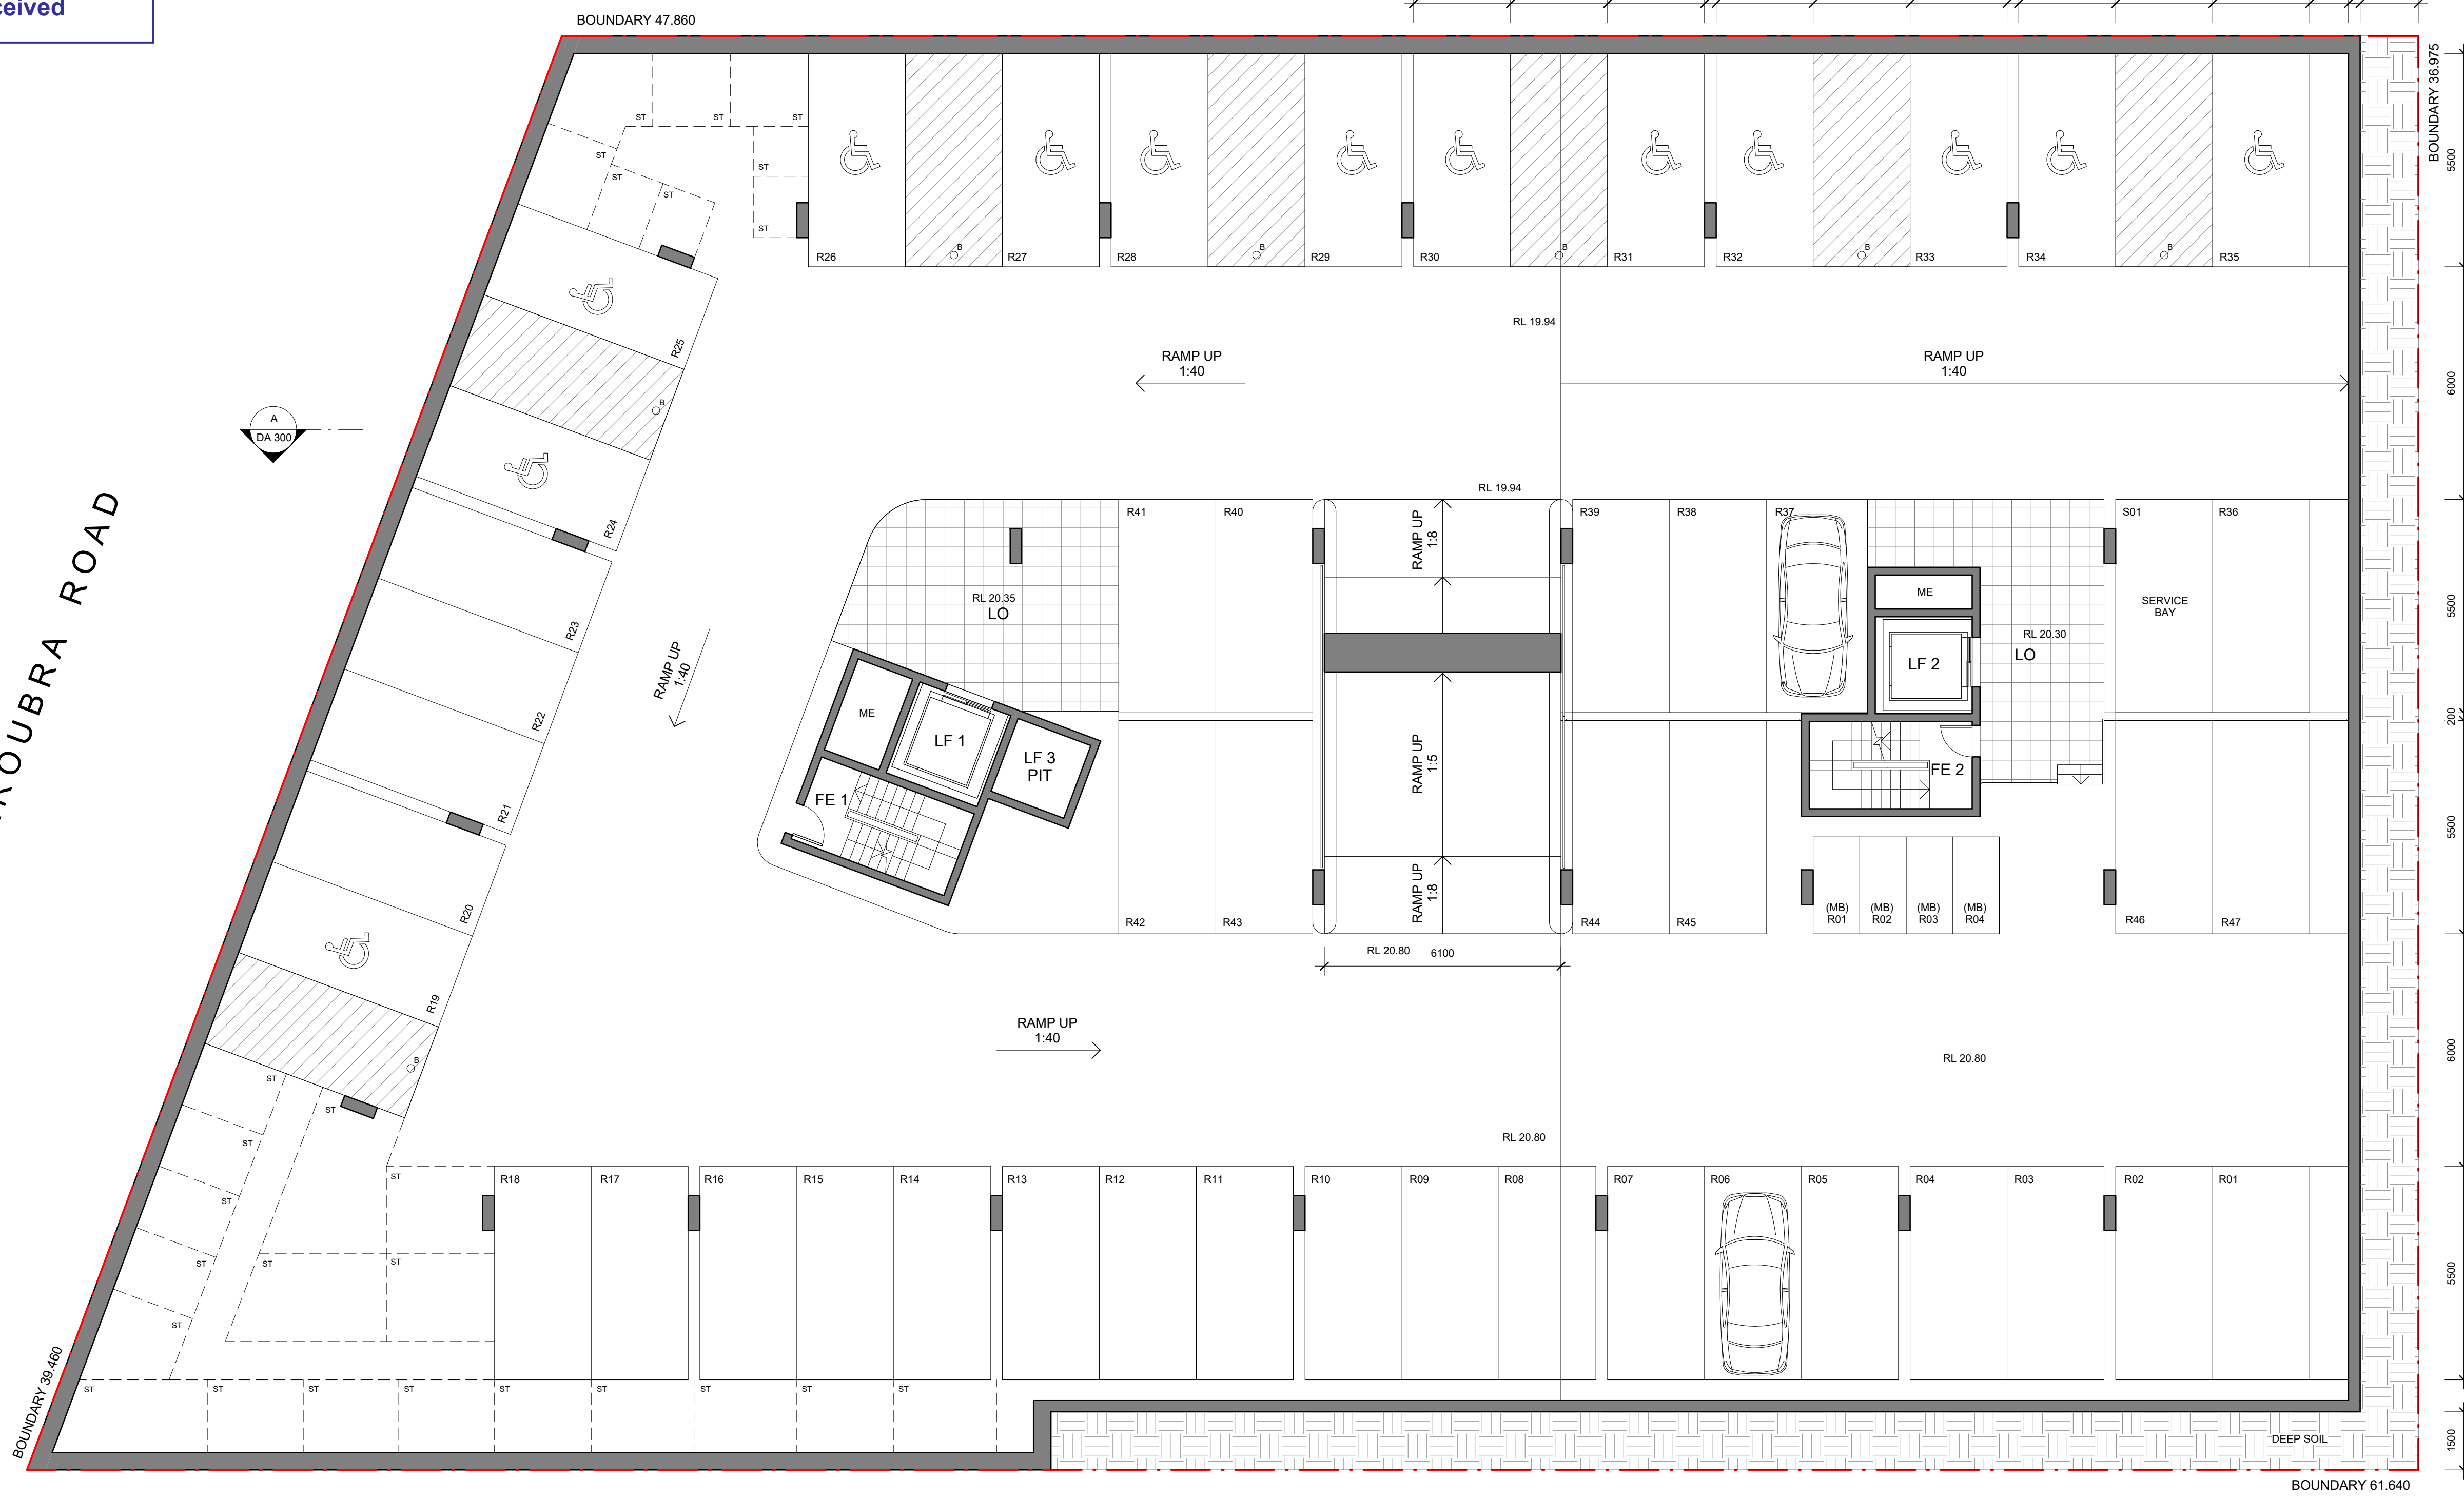 BOUNDARY 47.860
BOUNDARY 36.975
ST
ST
ST
ST
ST
ST
ST
ST
ST
R26
B
R27
R28
B
R29
R30
B
R31
R32
B
R33
R34
B
R35
5500
RL 19.94
RAMP UP
1:40
RAMP UP
1:40
6000
R25
B
R24
A
DA 300
ROAD
RL 19.94
R41
R40
RAMP UP
1:8
R39
R38
R37
S01
R36
SERVICE
BAY
5500
RL 20.35
LO
ME
LF 2
RL 20.30
LO
R23
R22
R21
RAMP UP
1:40
ME
LF 1
LF 3
PIT
FE 1
RAMP UP
1:5
FE 2
200
5500
R42
R43
RAMP UP
1:8
R44
R45
(MB)
R01
(MB)
R02
(MB)
R03
(MB)
R04
R46
R47
R20
R19
B
RL 20.80
6100
RAMP UP
1:40
RL 20.80
6000
RL 20.80
ST
ST
ST
ST
ST
ST
ST
ST
ST
R18
R17
R16
R15
R14
R13
R12
R11
R10
R09
R08
R07
R06
R05
R04
R03
R02
R01
5500
ST
ST
ST
ST
ST
ST
ST
ST
ST
BOUNDARY 39.460
DEEP SOIL
1500
BOUNDARY 61.640